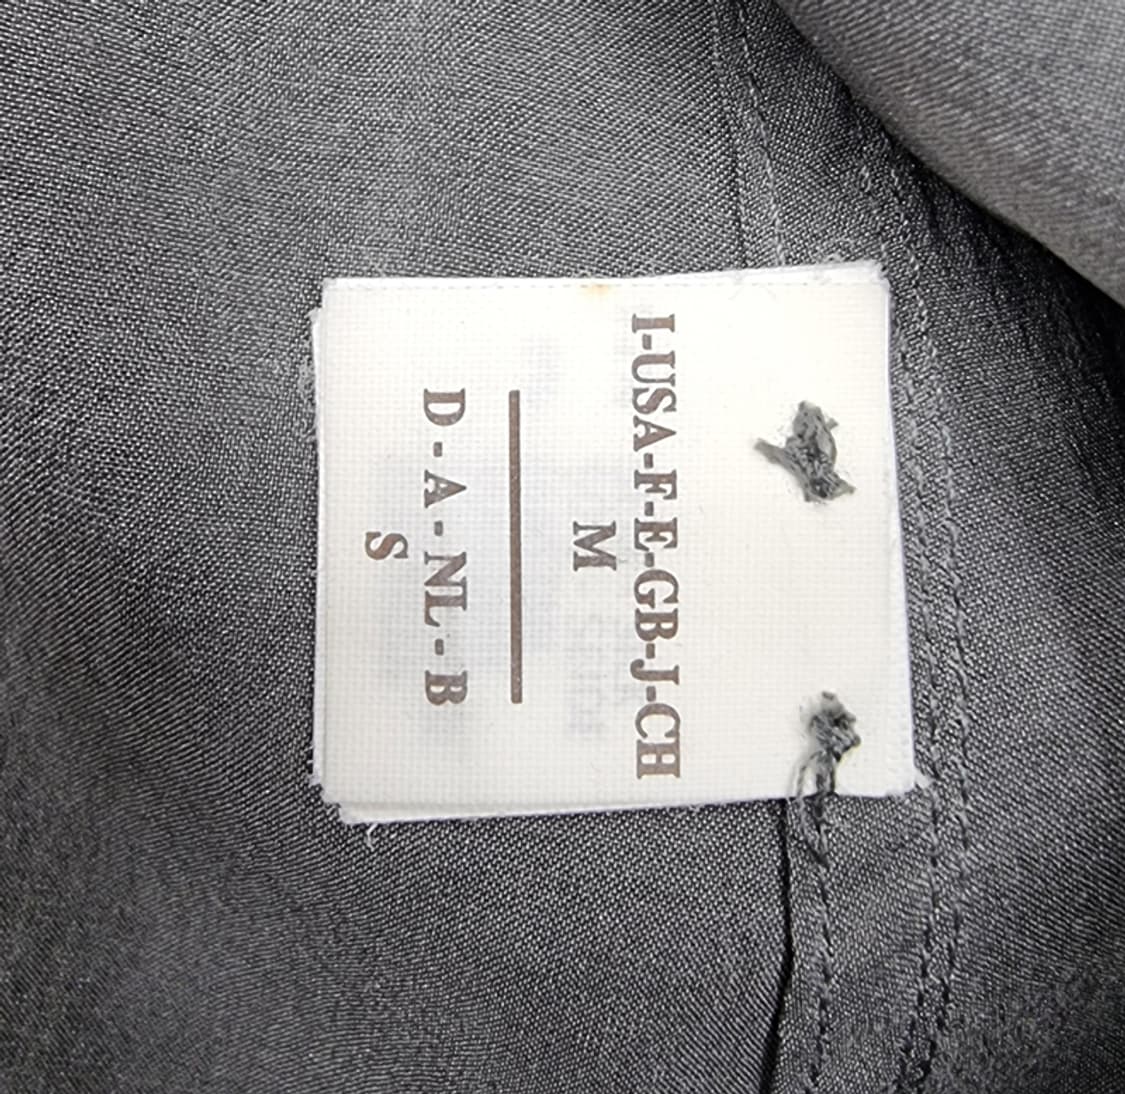 I-USA-F-E-GB-J-CH
M
D - A - NL - B
S